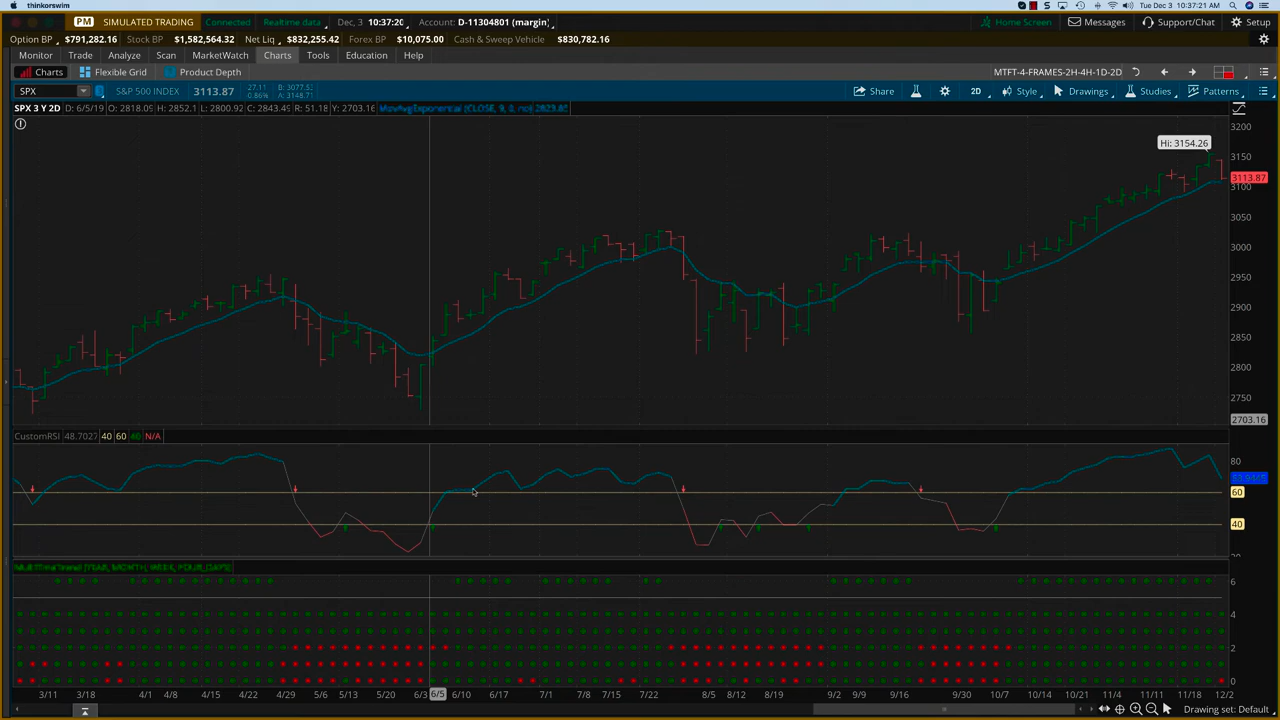 thinkorswim
Tue Dec 3 10:37:21 AM
PM SIMULATED TRADING Connected Realtime data Dec, 3 10:37:20 Account: D-11304801 (margin) Home Screen Messages Support/Chat Setup
Option BP $791,282.16 Stock BP $1,582,564.32 Net Liq $832,255.42 Forex BP $10,075.00 Cash & Sweep Vehicle $830,782.16
Monitor Trade Analyze Scan MarketWatch Charts Tools Education Help
Charts Flexible Grid Product Depth MTFT-4-FRAMES-2H-4H-1D-2D
SPX S&P 500 INDEX 3113.87 Share 2D Style Drawings Studies Patterns
27.11
0.86%
SPX 3 Y 2D D: 6/5/19 O: 2818.09 H: 2852.1 L: 2800.92 C: 2843.49 R: 51.18 Y: 2703.16 MovAvgExponential (CLOSE, 9, 0, no)
3200
Hi: 3154.26
3150
3113.87
3100
3050
3000
2950
2900
2850
2800
2750
2703.16
CustomRSI 48.7027 40 60 N/A
80
60
40
20
6
4
2
0
3/11 3/18 4/1 4/8 4/15 4/22 4/29 5/6 5/13 5/20 6/3 6/5 6/10 6/17 7/1 7/8 7/15 7/22 8/5 8/12 8/19 9/2 9/9 9/16 9/30 10/7 10/14 10/21 11/4 11/11 11/18 12/2
Drawing set: Default